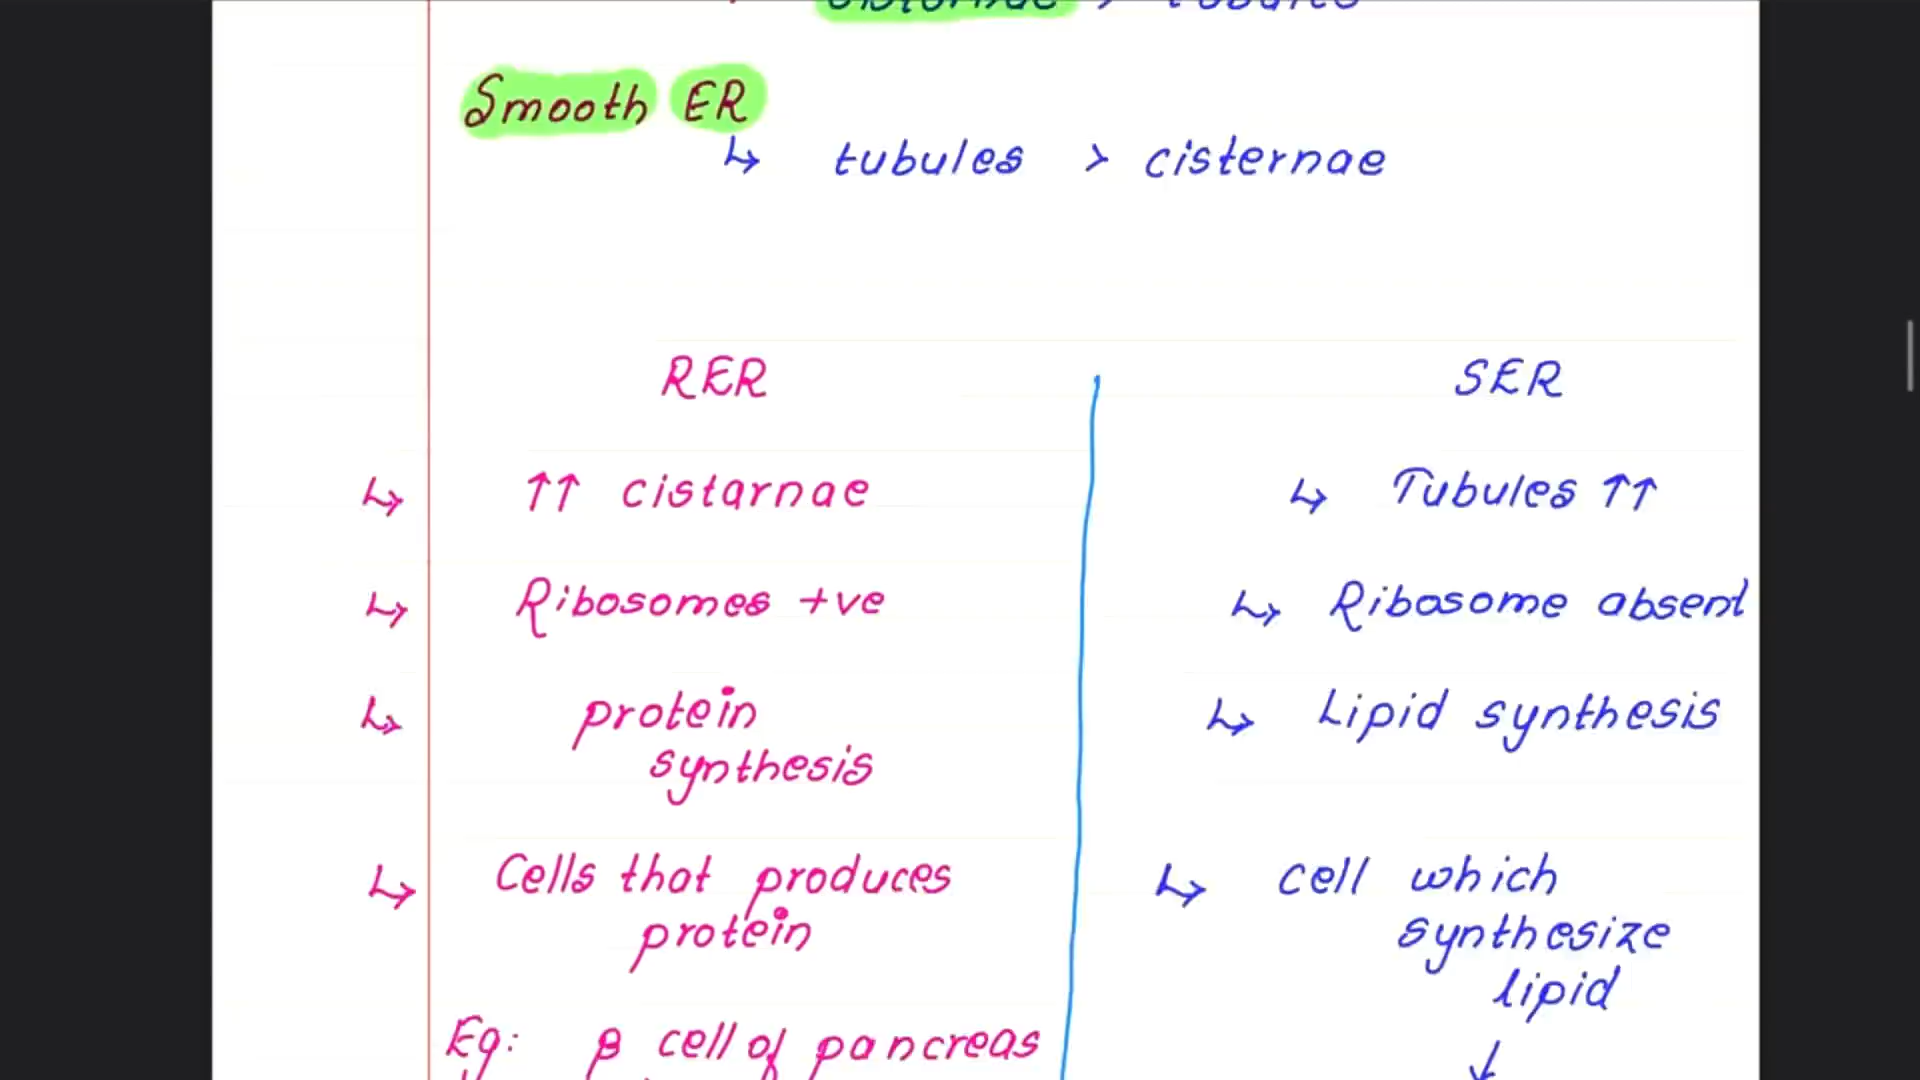 Smooth ER
↳ tubules > cisternae
RER
SER
↳ ↑↑ cistarnae
↳ Tubules ↑↑
↳ Ribosomes +ve
↳ Ribosome absent
↳ protein
synthesis
↳ Lipid synthesis
↳ Cells that produces
protein
↳ cell which
synthesize
lipid
↓
Eg: β cell of pancreas